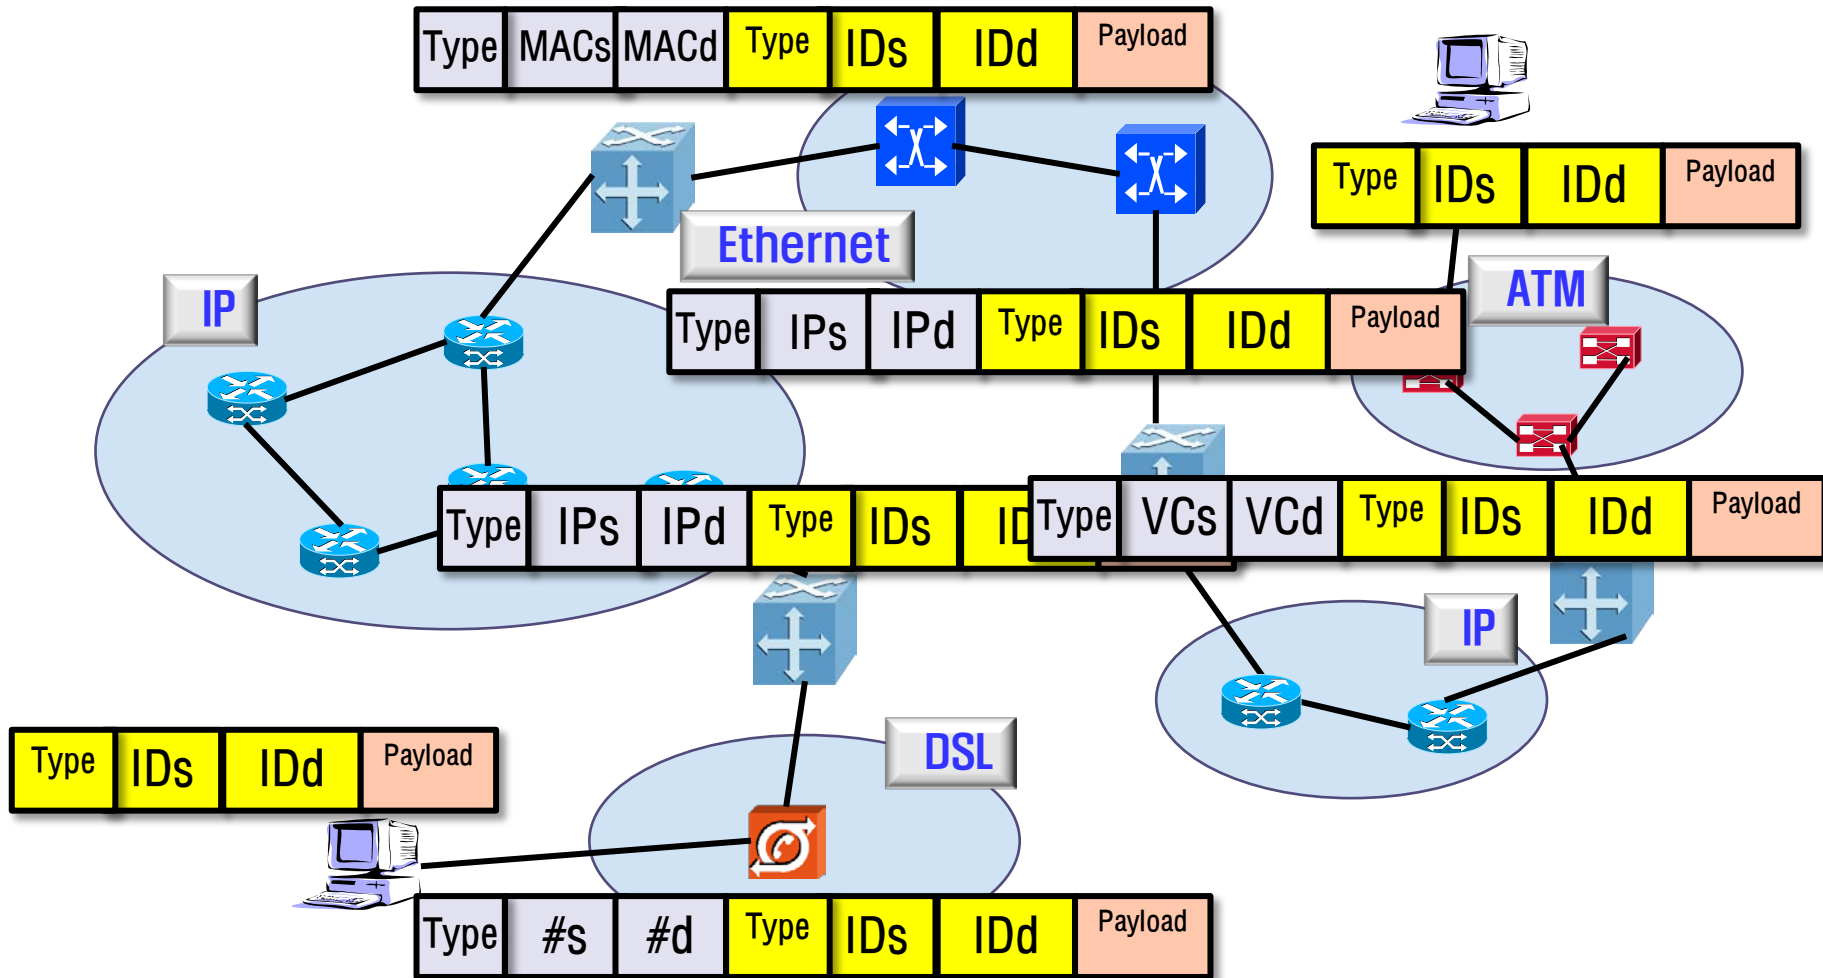 Type MACs MACd Type IDs IDd Payload
Type IDs IDd Payload
Ethernet
IP
ATM
Type IPs IPd Type IDs IDd Payload
Type IPs IPd Type IDs ID
Type VCs VCd Type IDs IDd Payload
IP
DSL
Type IDs IDd Payload
Type #s #d Type IDs IDd Payload